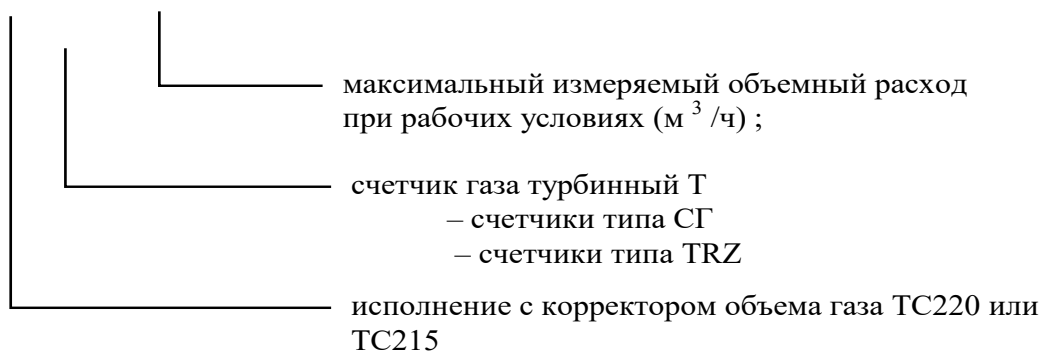 максимальный измеряемый объемный расход
при рабочих условиях (м 3 /ч) ;
счетчик газа турбинный Т
– счетчики типа СГ
– счетчики типа TRZ
исполнение с корректором объема газа ТС220 или
ТС215